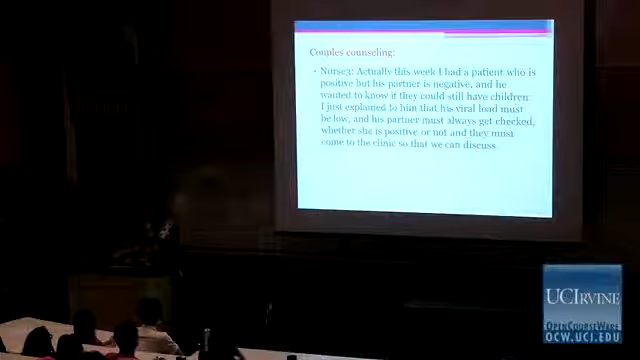 Couples counseling:
• Nurse3: Actually this week I had a patient who is
positive but his partner is negative, and he
wanted to know if they could still have children.
I just explained to him that his viral load must
be low, and his partner must always get checked,
whether she is positive or not and they must
come to the clinic so that we can discuss.
UCIRVINE
OPENCOURSEWARE
OCW.UCI.EDU